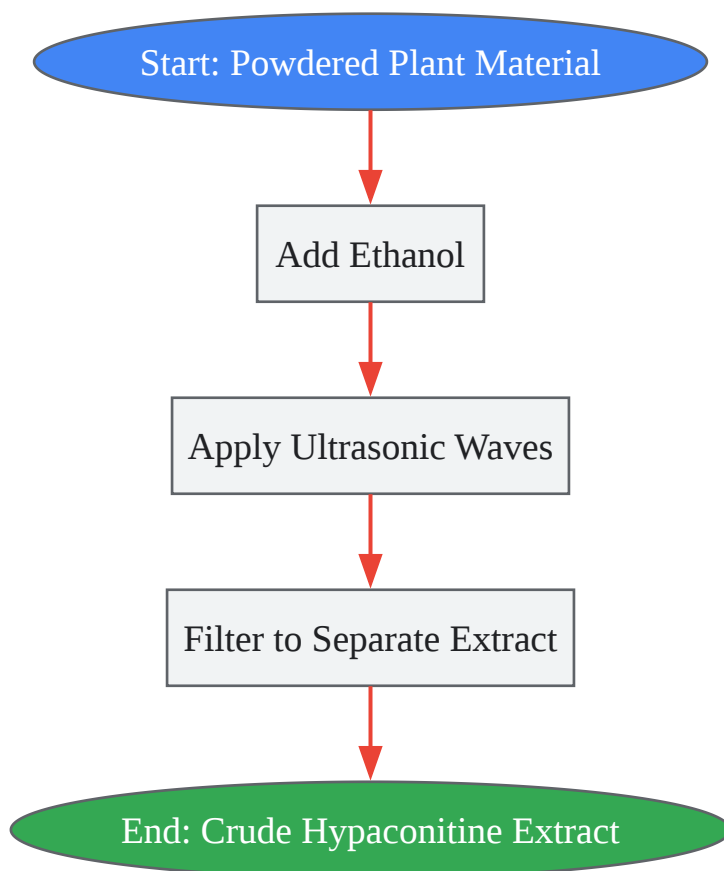 Start: Powdered Plant Material
Add Ethanol
Apply Ultrasonic Waves
Filter to Separate Extract
End: Crude Hypaconitine Extract